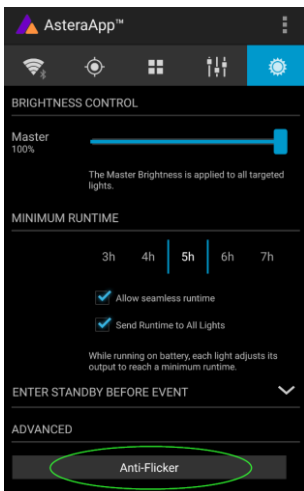 AsteraApp™
BRIGHTNESS CONTROL
Master
100%
The Master Brightness is applied to all targeted
lights.
MINIMUM RUNTIME
3h 4h 5h 6h 7h
Allow seamless runtime
Send Runtime to All Lights
While running on battery, each light adjusts its
output to reach a minimum runtime.
ENTER STANDBY BEFORE EVENT
ADVANCED
Anti-Flicker